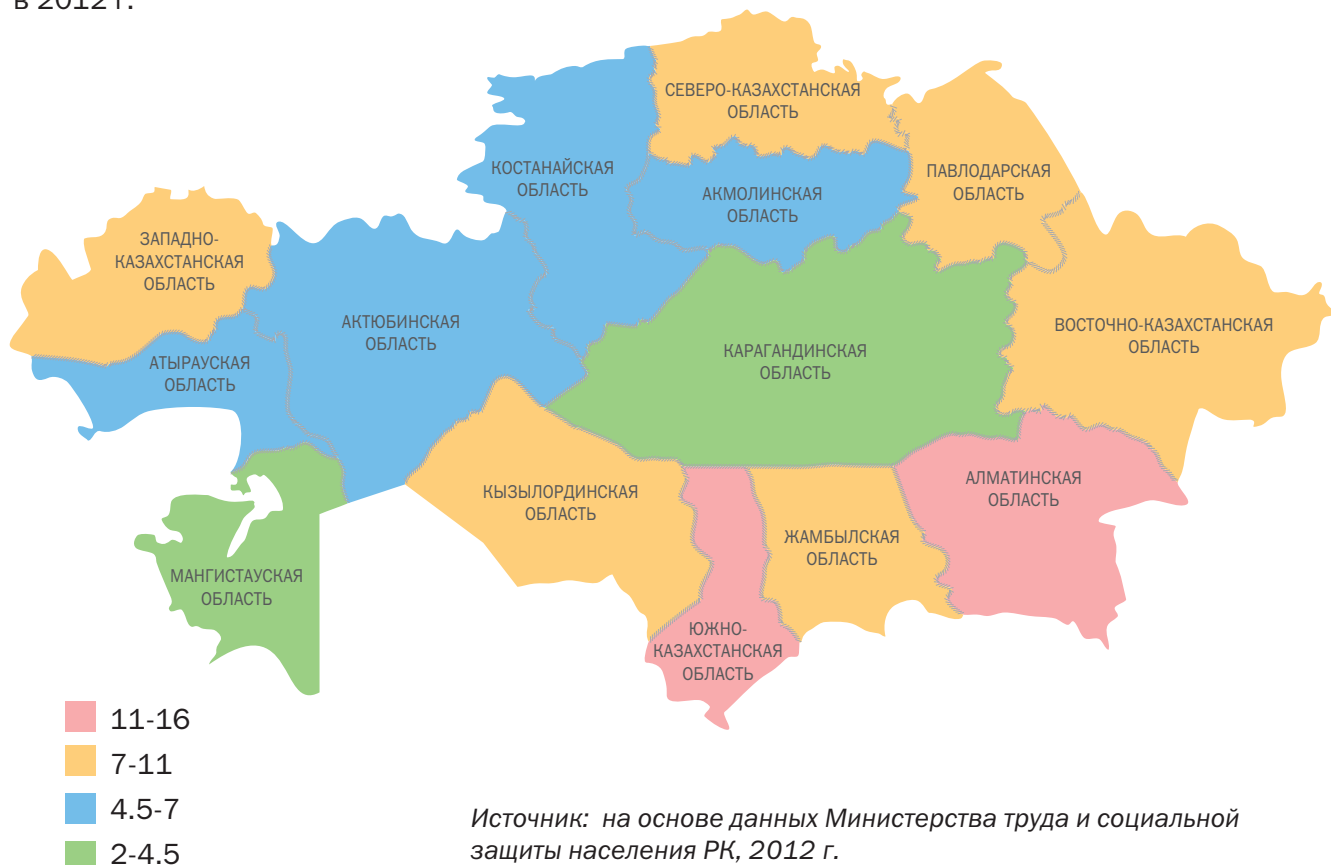 в 2012 г.
СЕВЕРО-КАЗАХСТАНСКАЯ
ОБЛАСТЬ
КОСТАНАЙСКАЯ
ОБЛАСТЬ
АКМОЛИНСКАЯ
ОБЛАСТЬ
ПАВЛОДАРСКАЯ
ОБЛАСТЬ
ЗАПАДНО-
КАЗАХСТАНСКАЯ
ОБЛАСТЬ
АКТЮБИНСКАЯ
ОБЛАСТЬ
ВОСТОЧНО-КАЗАХСТАНСКАЯ
ОБЛАСТЬ
АТЫРАУСКАЯ
ОБЛАСТЬ
КАРАГАНДИНСКАЯ
ОБЛАСТЬ
КЫЗЫЛОРДИНСКАЯ
ОБЛАСТЬ
АЛМАТИНСКАЯ
ОБЛАСТЬ
ЖАМБЫЛСКАЯ
ОБЛАСТЬ
МАНГИСТАУСКАЯ
ОБЛАСТЬ
ЮЖНО-
КАЗАХСТАНСКАЯ
ОБЛАСТЬ
11-16
7-11
4.5-7
2-4.5
Источник: на основе данных Министерства труда и социальной
защиты населения РК, 2012 г.